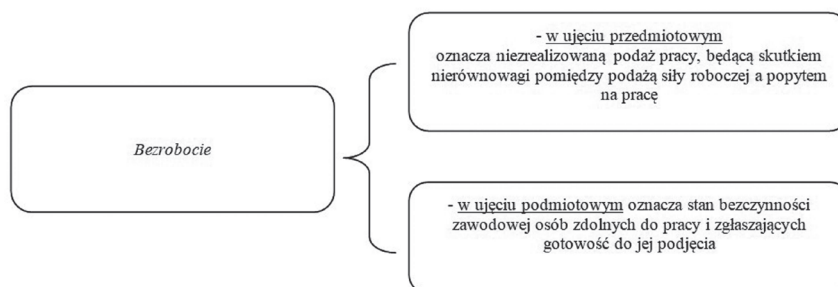 Bezrobocie
- w ujęciu przedmiotowym
oznacza niezrealizowaną podaż pracy, będącą skutkiem
nierównowagi pomiędzy podażą siły roboczej a popytem
na pracę
- w ujęciu podmiotowym oznacza stan bezczynności
zawodowej osób zdolnych do pracy i zgłaszających
gotowość do jej podjęcia